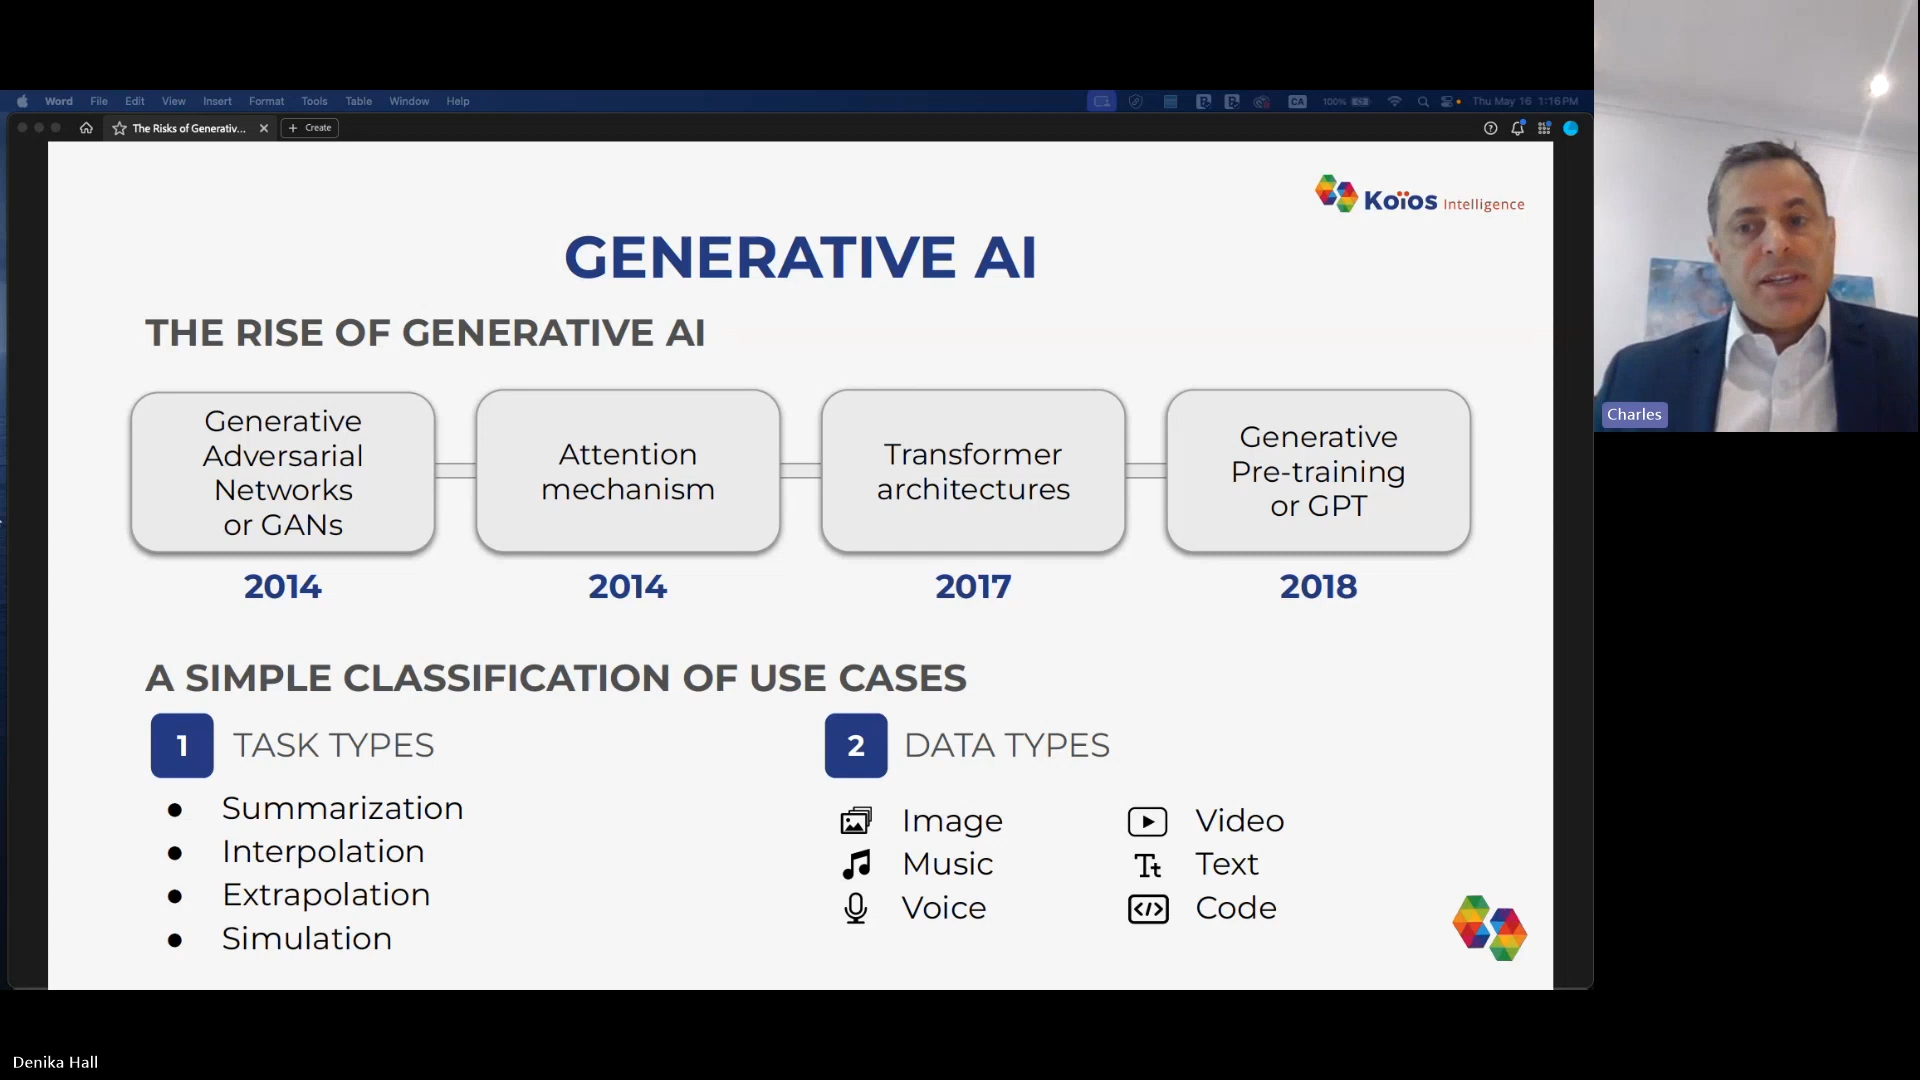 Word File Edit View Insert Format Tools Table Window Help CA 100% Thu May 16 1:16 PM
The Risks of Generativ... Create
Koïos Intelligence
GENERATIVE AI
THE RISE OF GENERATIVE AI
Generative
Adversarial
Networks
or GANs
2014
Attention
mechanism
2014
Transformer
architectures
2017
Generative
Pre-training
or GPT
2018
A SIMPLE CLASSIFICATION OF USE CASES
1 TASK TYPES
● Summarization
● Interpolation
● Extrapolation
● Simulation
2 DATA TYPES
Image
Music
Voice
Video
Tt Text
</> Code
Charles
Denika Hall